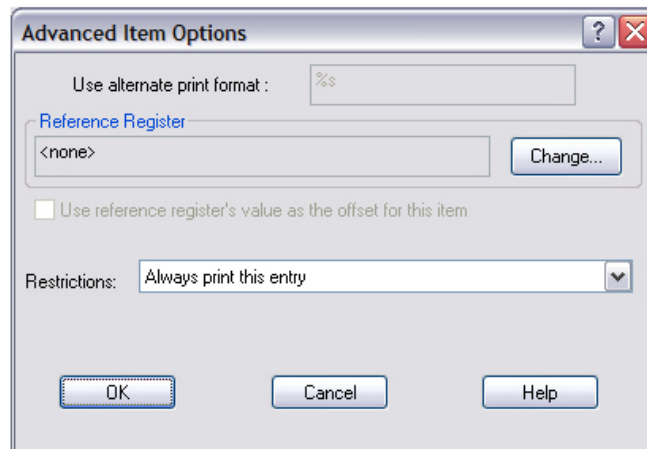 Advanced Item Options
Use alternate print format :
%s
Reference Register
<none>
Change...
Use reference register's value as the offset for this item
Restrictions:
Always print this entry
OK
Cancel
Help